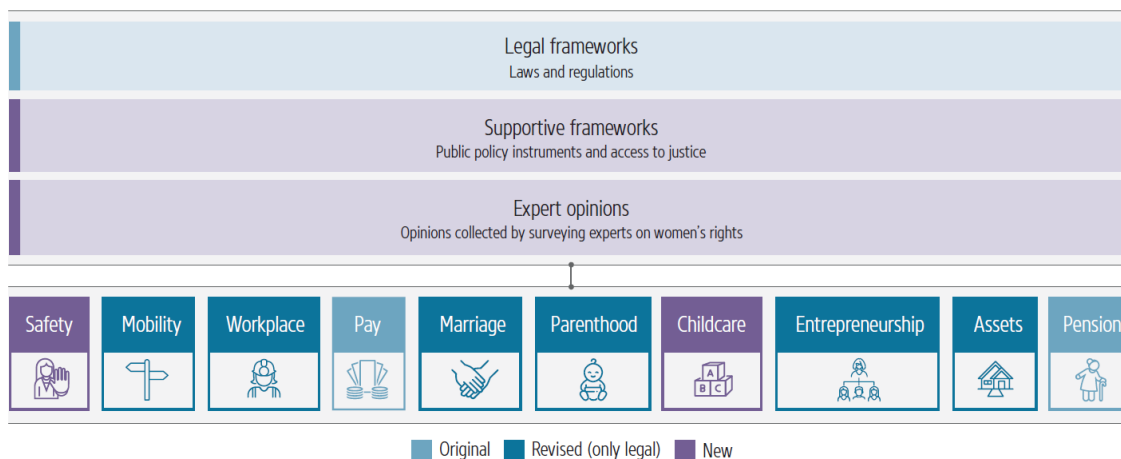 Legal frameworks
Laws and regulations
Supportive frameworks
Public policy instruments and access to justice
Expert opinions
Opinions collected by surveying experts on women's rights
Safety Mobility Workplace Pay Marriage Parenthood Childcare Entrepreneurship Assets Pension
A
B C
Original Revised (only legal) New